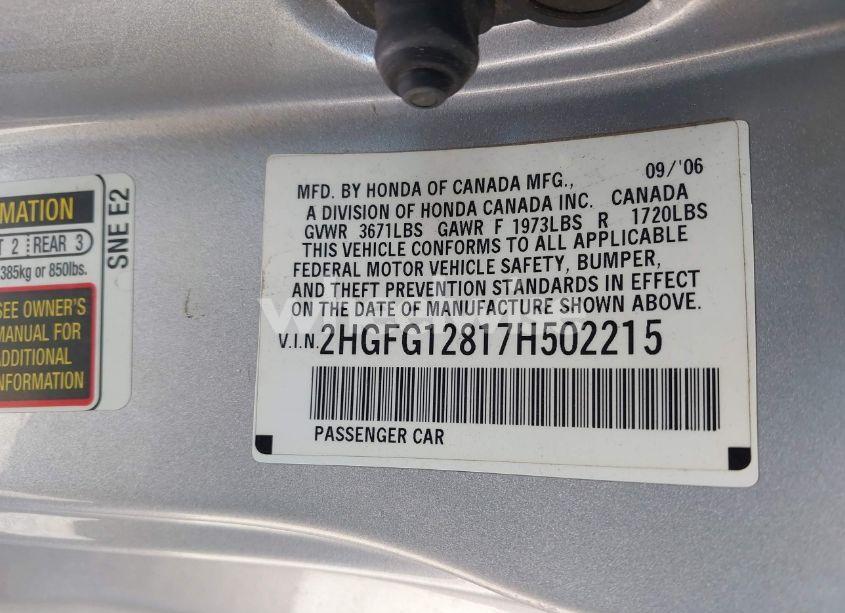 09/'06
MFD. BY HONDA OF CANADA MFG.,
A DIVISION OF HONDA CANADA INC. CANADA
GVWR 3671LBS GAWR F 1973LBS R 1720LBS
THIS VEHICLE CONFORMS TO ALL APPLICABLE
FEDERAL MOTOR VEHICLE SAFETY, BUMPER,
AND THEFT PREVENTION STANDARDS IN EFFECT
ON THE DATE OF MANUFACTURE SHOWN ABOVE.
V.I.N. 2HGFG12817H502215
PASSENGER CAR
MATION
T 2 REAR 3
385kg or 850lbs.
SEE OWNER'S
MANUAL FOR
ADDITIONAL
INFORMATION
SNE E2